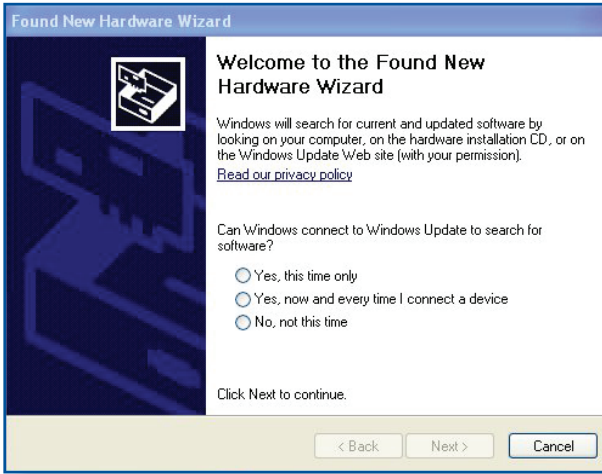 Found New Hardware Wizard
Welcome to the Found New
Hardware Wizard
Windows will search for current and updated software by
looking on your computer, on the hardware installation CD, or on
the Windows Update Web site (with your permission).
Read our privacy policy
Can Windows connect to Windows Update to search for
software?
Yes, this time only
Yes, now and every time I connect a device
No, not this time
Click Next to continue.
< Back Next > Cancel